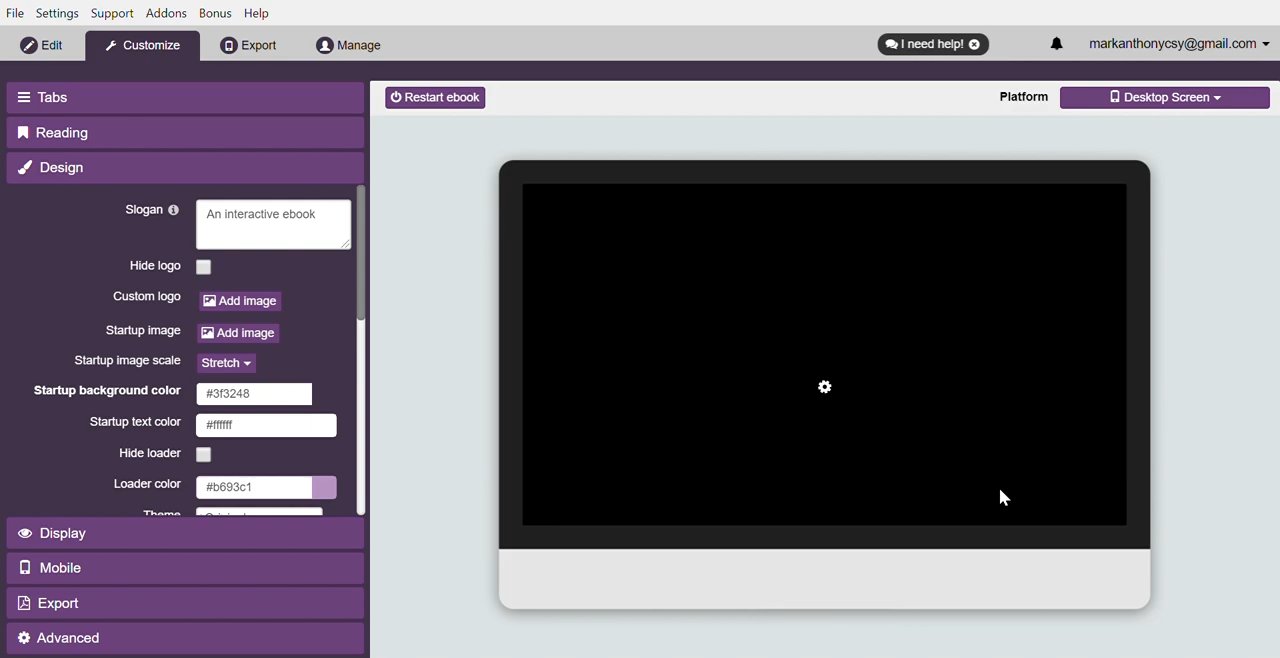 File Settings Support Addons Bonus Help
Edit Customize Export Manage I need help! markanthonycsy@gmail.com
Tabs
Restart ebook Platform Desktop Screen
Reading
Design
Slogan An interactive ebook
Hide logo
Custom logo Add image
Startup image Add image
Startup image scale Stretch
Startup background color #3f3248
Startup text color #ffffff
Hide loader
Loader color #b693c1
Theme
Display
Mobile
Export
Advanced